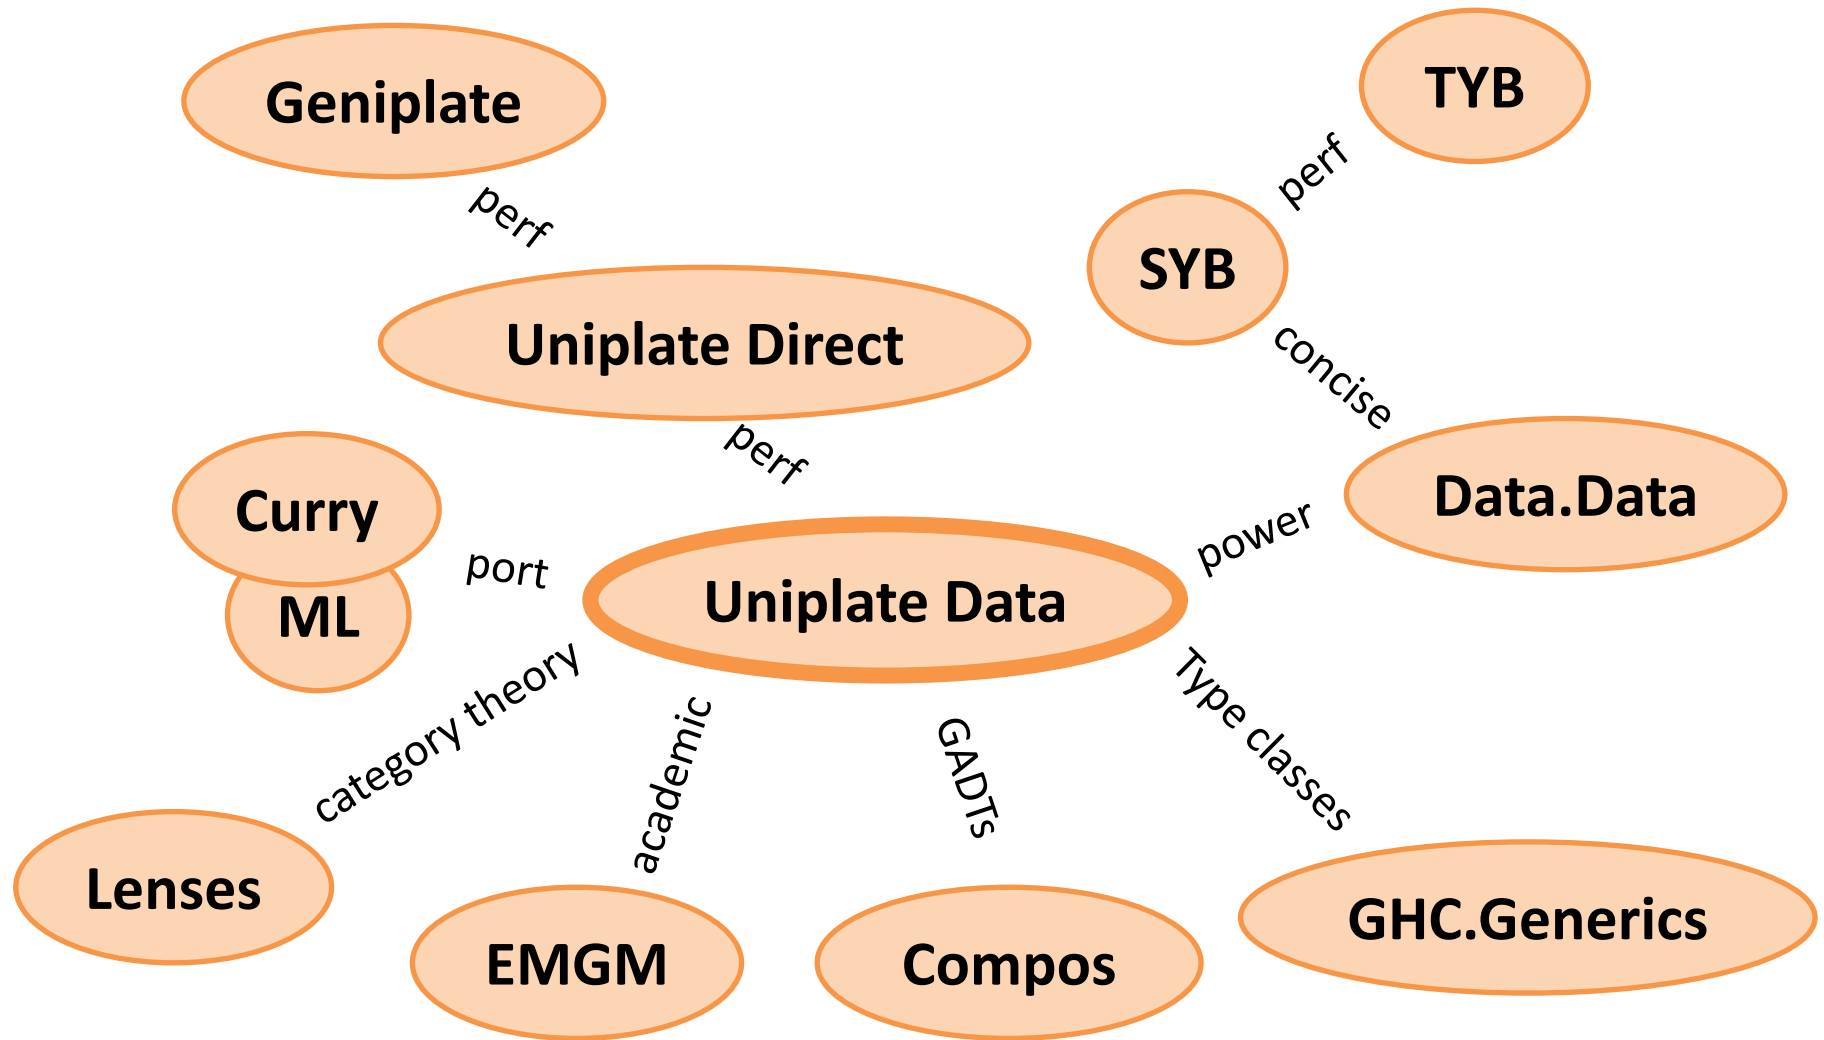 Geniplate
TYB
perf
perf
SYB
Uniplate Direct
concise
perf
Curry
Data.Data
port
power
ML
Uniplate Data
category theory
academic
GADTs
Type classes
Lenses
EMGM
Compos
GHC.Generics